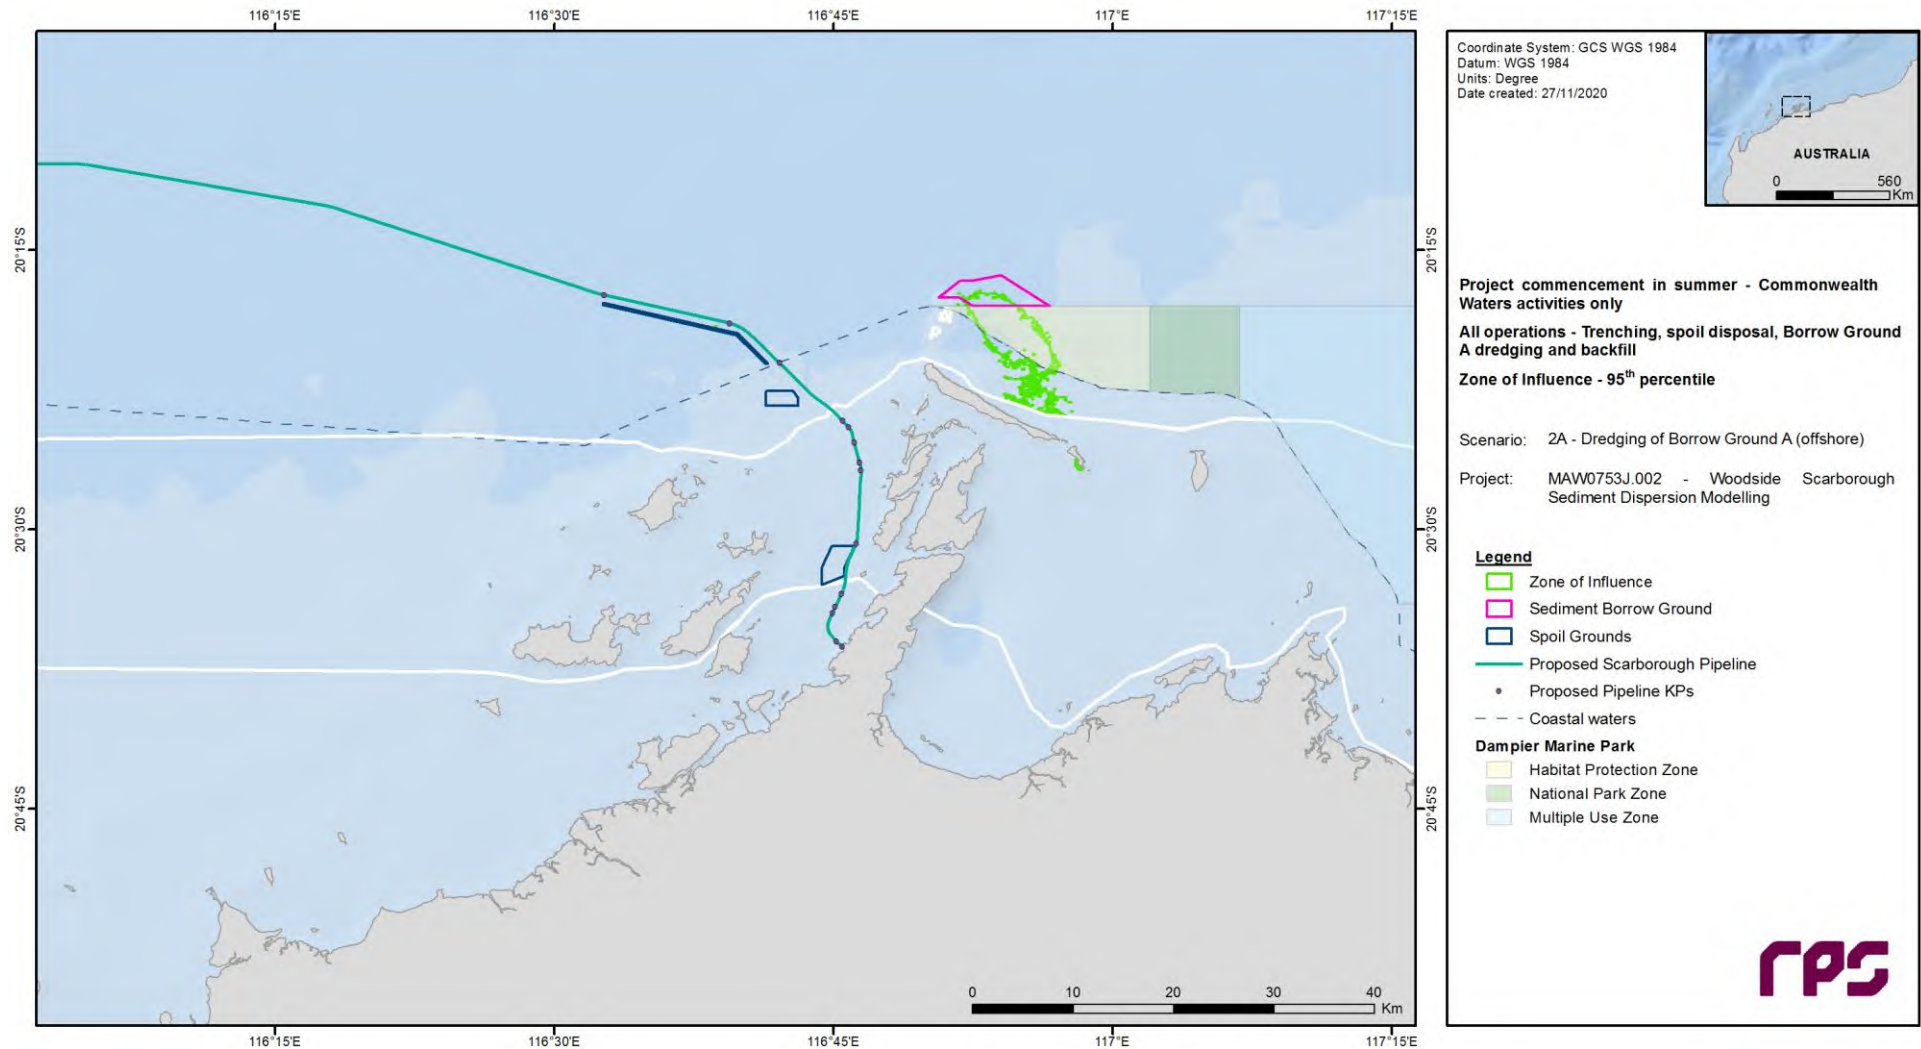 116°15'E
116°30'E
116°45'E
117°E
117°15'E
20°15'S
20°15'S
20°30'S
20°30'S
20°45'S
20°45'S
0 10 20 30 40
Km
116°15'E
116°30'E
116°45'E
117°E
117°15'E
Coordinate System: GCS WGS 1984
Datum: WGS 1984
Units: Degree
Date created: 27/11/2020
AUSTRALIA
0 560
Km
Project commencement in summer - Commonwealth
Waters activities only
All operations - Trenching, spoil disposal, Borrow Ground
A dredging and backfill
Zone of Influence - 95th percentile
Scenario: 2A - Dredging of Borrow Ground A (offshore)
Project: MAW0753J.002 - Woodside Scarborough
Sediment Dispersion Modelling
Legend
Zone of Influence
Sediment Borrow Ground
Spoil Grounds
Proposed Scarborough Pipeline
Proposed Pipeline KPs
Coastal waters
Dampier Marine Park
Habitat Protection Zone
National Park Zone
Multiple Use Zone
rps